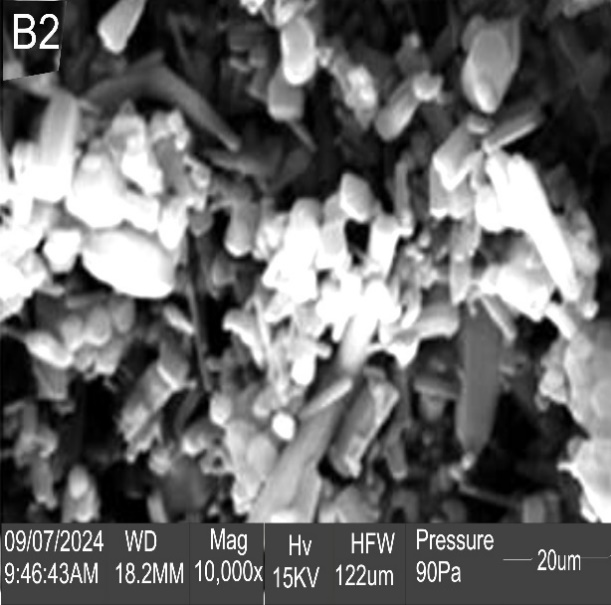 B2
09/07/2024 WD Mag Hv HFW Pressure
9:46:43AM 18.2MM 10,000x 15KV 122um 90Pa 20um